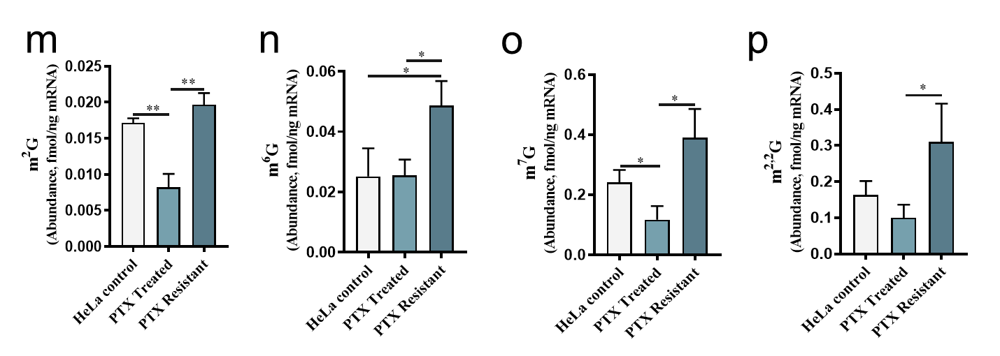 m
m²G
(Abundance, fmol/ng mRNA)
0.025
0.020
0.015
0.010
0.005
0.000
**
**
HeLa control
PTX Treated
PTX Resistant
n
m⁶G
(Abundance, fmol/ng mRNA)
0.06
0.04
0.02
0.00
*
*
HeLa control
PTX Treated
PTX Resistant
o
m⁷G
(Abundance, fmol/ng mRNA)
0.6
0.4
0.2
0.0
*
*
HeLa control
PTX Treated
PTX Resistant
p
m²,²G
(Abundance, fmol/ng mRNA)
0.5
0.4
0.3
0.2
0.1
0.0
*
HeLa control
PTX Treated
PTX Resistant